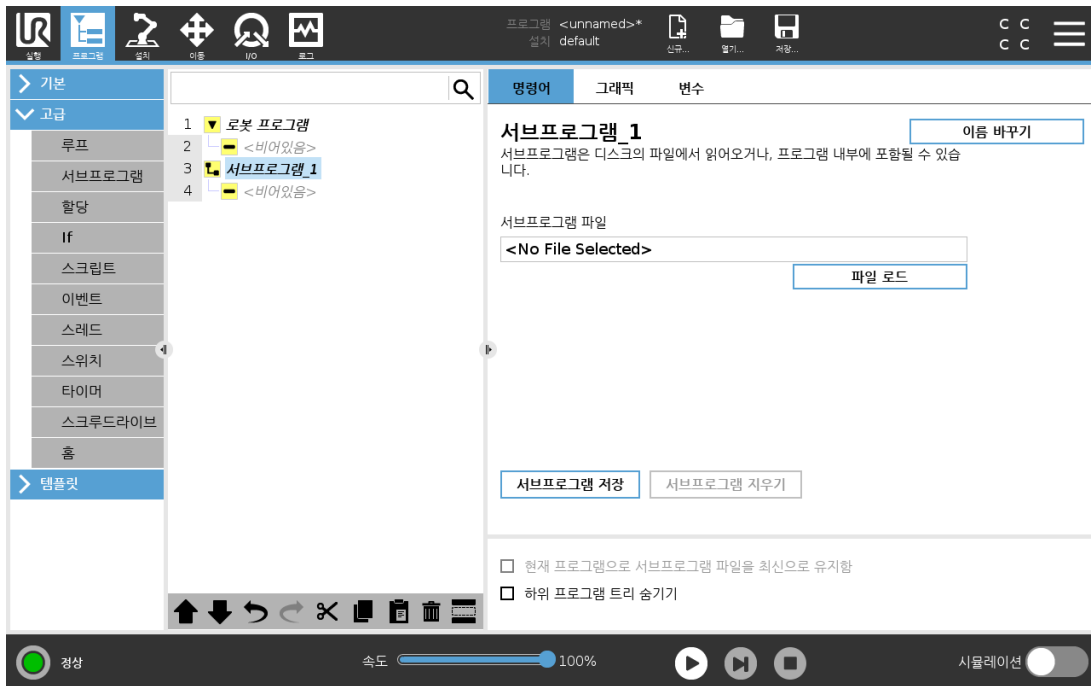 UR
프로그램 <unnamed>*
설치 default
C C
C C
실행
프로그램
설치
이동
I/O
로그
신규...
열기...
저장...
기본
고급
루프
서브프로그램
할당
If
스크립트
이벤트
스레드
스위치
타이머
스크루드라이브
홈
템플릿
1 로봇 프로그램
2 <비어있음>
3 서브프로그램_1
4 <비어있음>
명령어 그래픽 변수
서브프로그램_1
이름 바꾸기
서브프로그램은 디스크의 파일에서 읽어오거나, 프로그램 내부에 포함될 수 있습
니다.
서브프로그램 파일
<No File Selected>
파일 로드
서브프로그램 저장
서브프로그램 지우기
현재 프로그램으로 서브프로그램 파일을 최신으로 유지함
하위 프로그램 트리 숨기기
정상
속도
100%
시뮬레이션